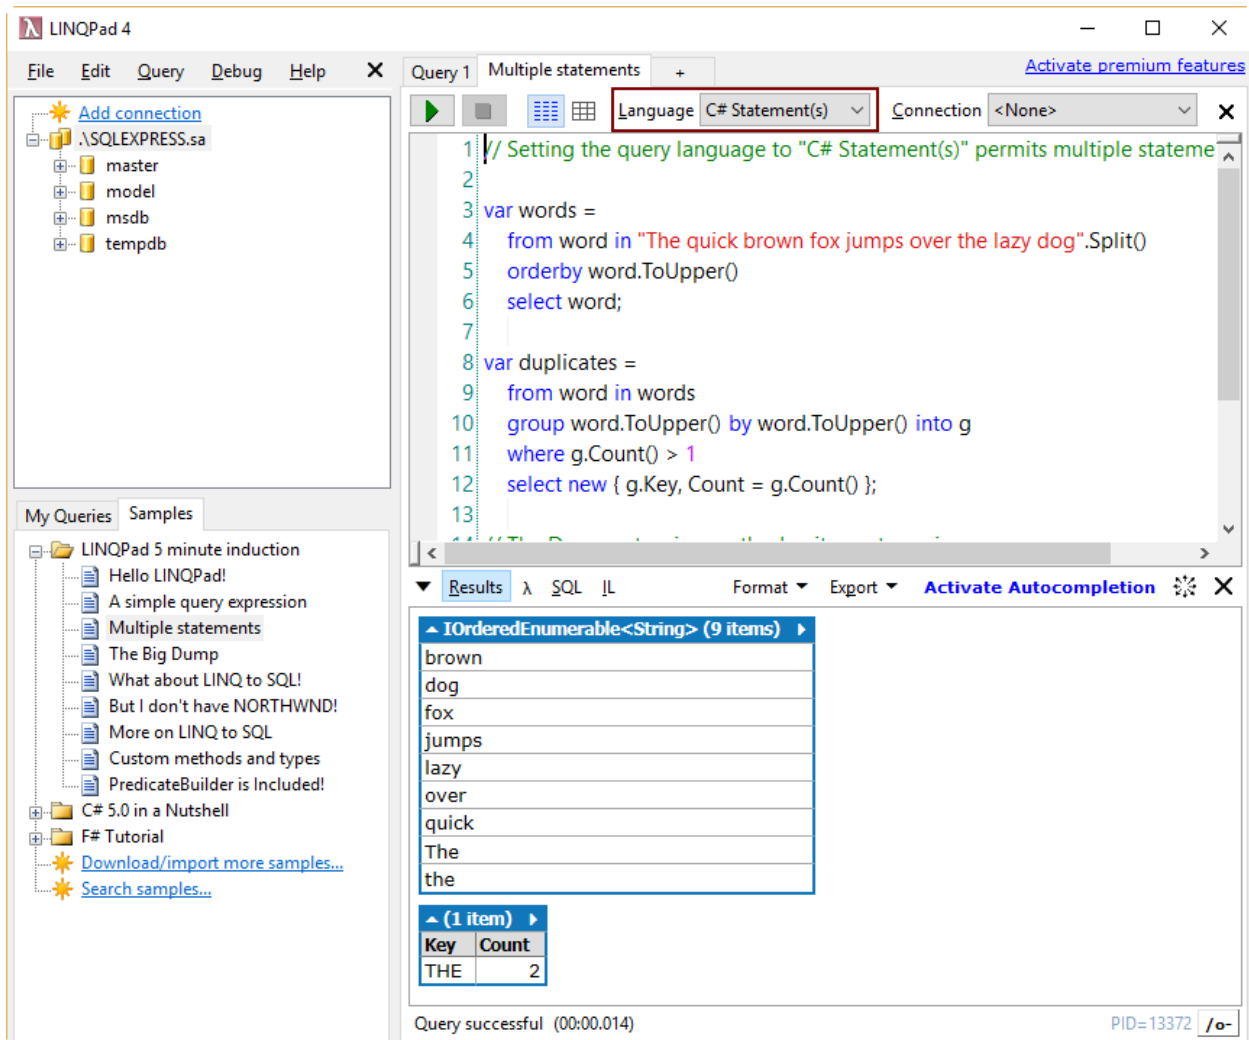 LINQPad 4
File Edit Query Debug Help
Add connection
.\SQLEXPRESS.sa
master
model
msdb
tempdb
My Queries Samples
LINQPad 5 minute induction
Hello LINQPad!
A simple query expression
Multiple statements
The Big Dump
What about LINQ to SQL!
But I don't have NORTHWND!
More on LINQ to SQL
Custom methods and types
PredicateBuilder is Included!
C# 5.0 in a Nutshell
F# Tutorial
Download/import more samples...
Search samples...
Query 1 Multiple statements +
Activate premium features
Language C# Statement(s) Connection <None>
1 // Setting the query language to "C# Statement(s)" permits multiple stateme
2
3 var words =
4 from word in "The quick brown fox jumps over the lazy dog".Split()
5 orderby word.ToUpper()
6 select word;
7
8 var duplicates =
9 from word in words
10 group word.ToUpper() by word.ToUpper() into g
11 where g.Count() > 1
12 select new { g.Key, Count = g.Count() };
13
Results λ SQL IL Format Export Activate Autocompletion
IOrderedEnumerable<String> (9 items)
brown
dog
fox
jumps
lazy
over
quick
The
the
(1 item)
Key Count
THE 2
Query successful (00:00.014)
PID=13372 /o-